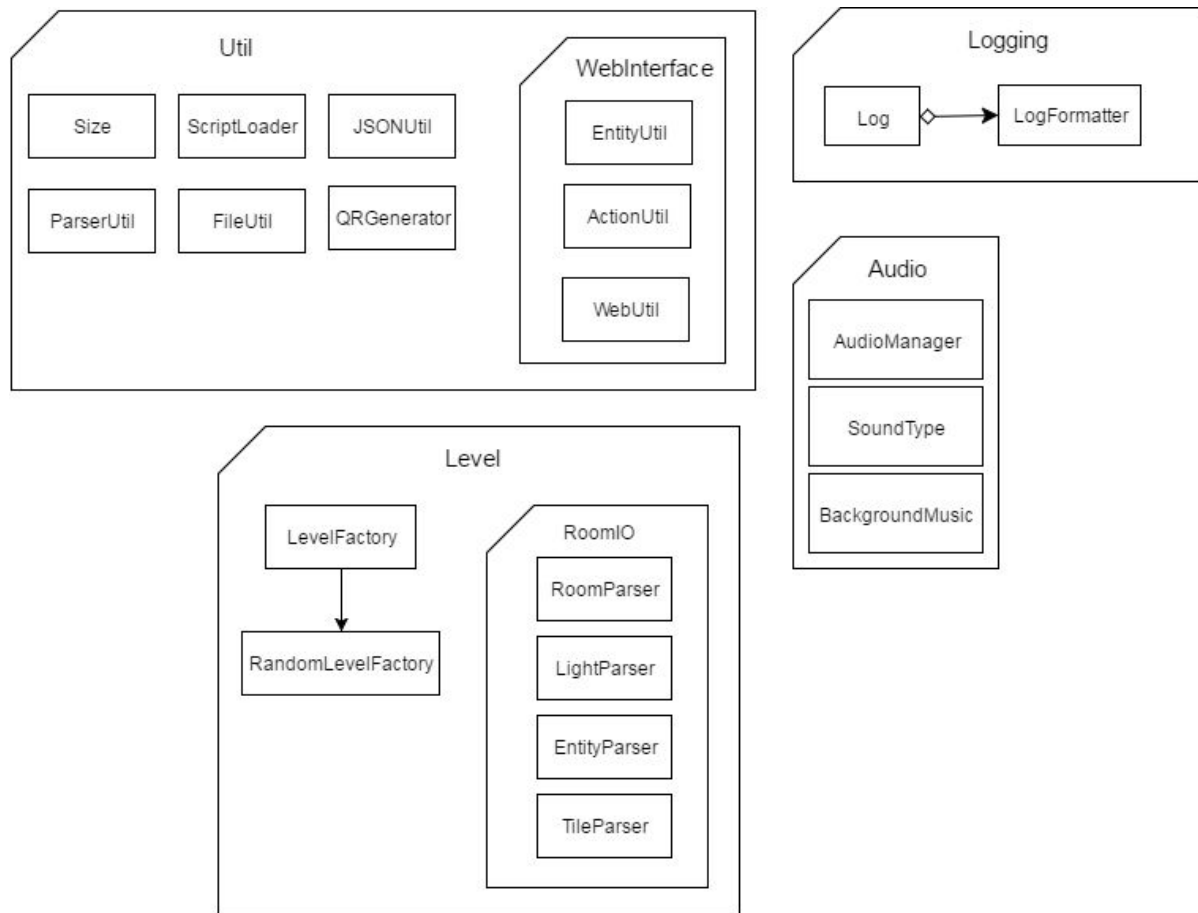 Util
Size
ScriptLoader
JSONUtil
ParserUtil
FileUtil
QRGenerator
WebInterface
EntityUtil
ActionUtil
WebUtil
Logging
Log
LogFormatter
Audio
AudioManager
SoundType
BackgroundMusic
Level
LevelFactory
RandomLevelFactory
RoomIO
RoomParser
LightParser
EntityParser
TileParser